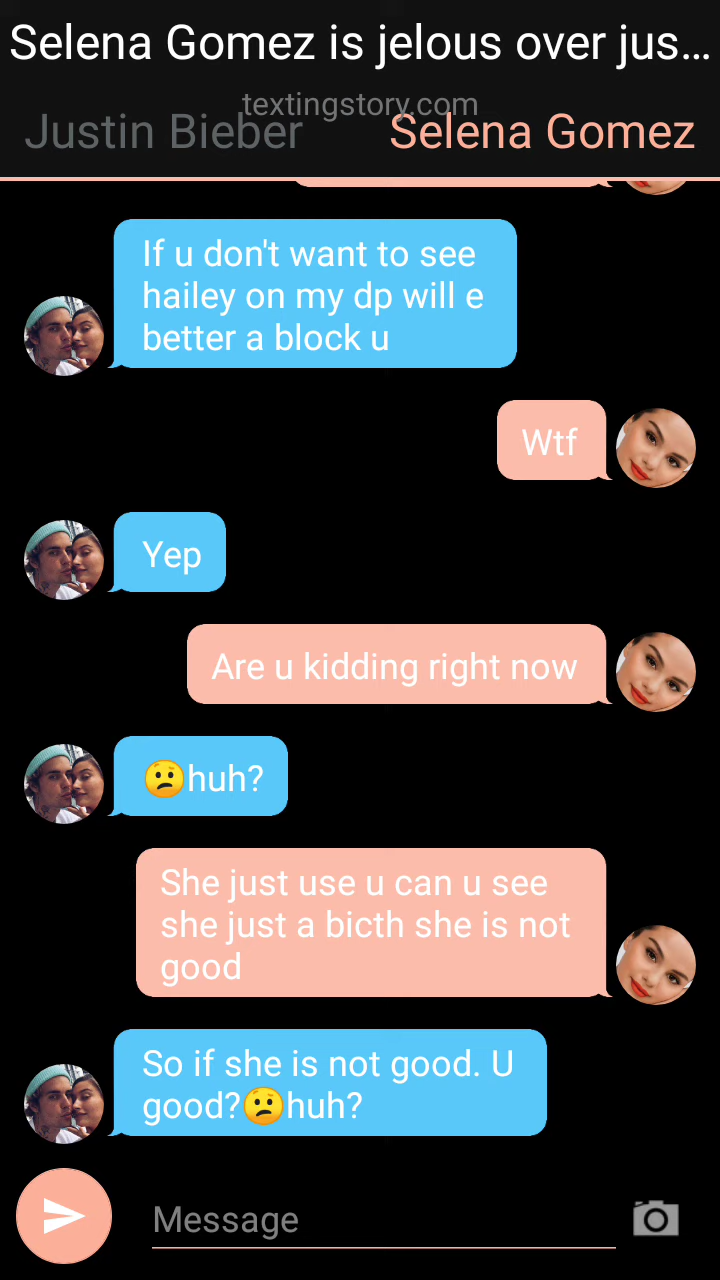 Selena Gomez is jelous over jus...
textingstory.com
Justin Bieber
Selena Gomez
If u don't want to see
hailey on my dp will e
better a block u
Wtf
Yep
Are u kidding right now
😕huh?
She just use u can u see
she just a bicth she is not
good
So if she is not good. U
good?😕huh?
Message